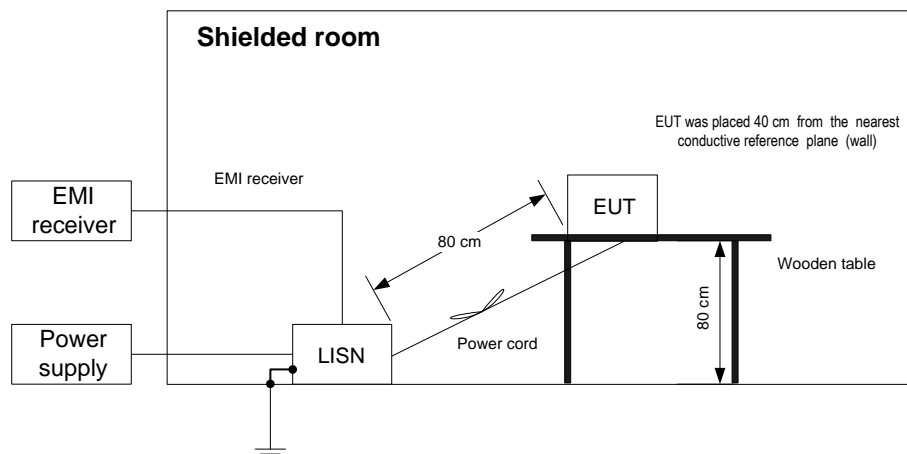 Shielded room
EUT was placed 40 cm from the nearest
conductive reference plane (wall)
EMI receiver
EMI
receiver
EUT
80 cm
Wooden table
80 cm
Power cord
Power
supply
LISN